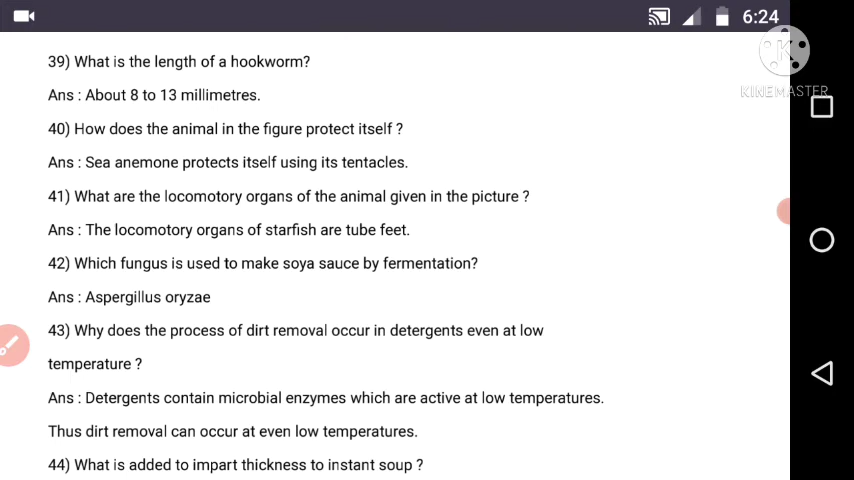 6:24
K
KINEMASTER
39) What is the length of a hookworm?
Ans : About 8 to 13 millimetres.
40) How does the animal in the figure protect itself ?
Ans : Sea anemone protects itself using its tentacles.
41) What are the locomotory organs of the animal given in the picture ?
Ans : The locomotory organs of starfish are tube feet.
42) Which fungus is used to make soya sauce by fermentation?
Ans : Aspergillus oryzae
43) Why does the process of dirt removal occur in detergents even at low
temperature ?
Ans : Detergents contain microbial enzymes which are active at low temperatures.
Thus dirt removal can occur at even low temperatures.
44) What is added to impart thickness to instant soup ?